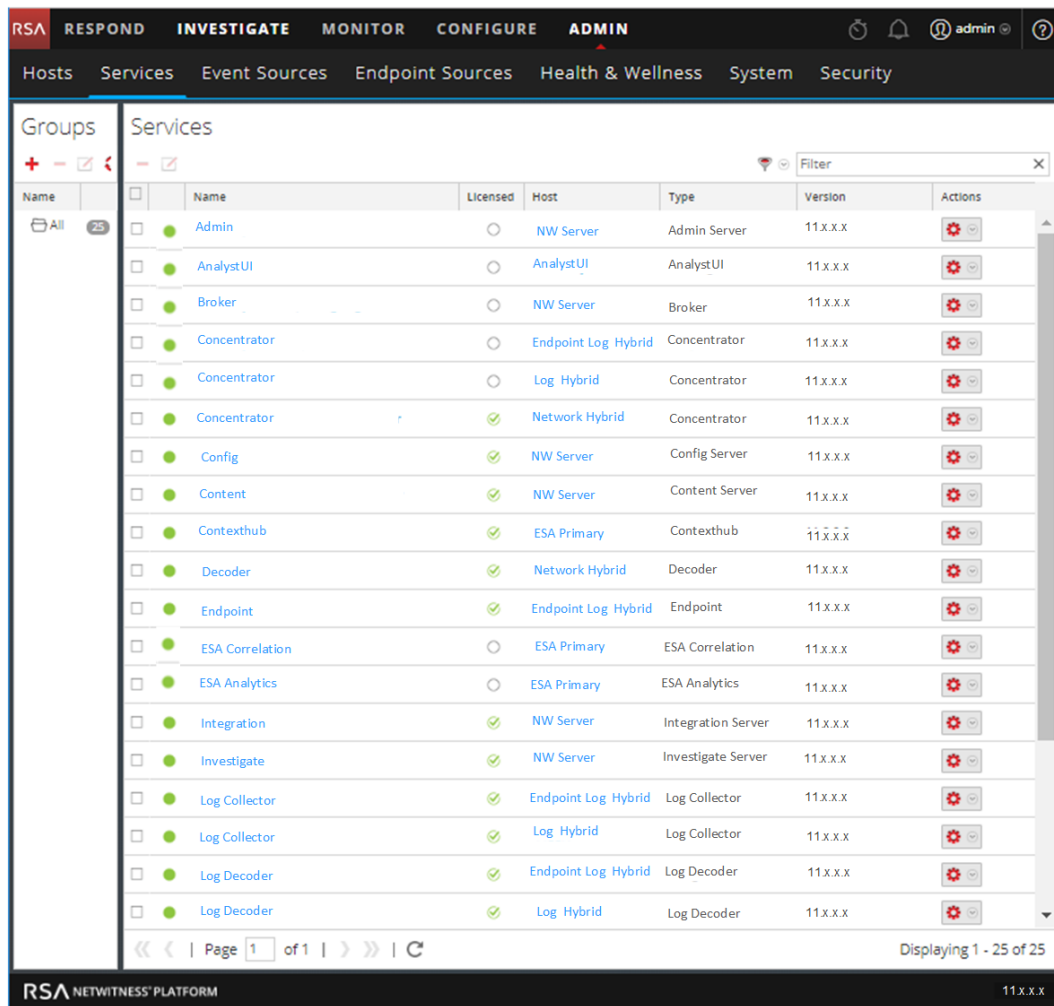 RSA RESPOND INVESTIGATE MONITOR CONFIGURE ADMIN admin
Hosts Services Event Sources Endpoint Sources Health & Wellness System Security
Groups Services
Filter
Name Name Licensed Host Type Version Actions
All 25 Admin NW Server Admin Server 11.x.x.x
AnalystUI AnalystUI AnalystUI 11.x.x.x
Broker NW Server Broker 11.x.x.x
Concentrator Endpoint Log Hybrid Concentrator 11.x.x.x
Concentrator Log Hybrid Concentrator 11.x.x.x
Concentrator Network Hybrid Concentrator 11.x.x.x
Config NW Server Config Server 11.x.x.x
Content NW Server Content Server 11.x.x.x
Contexthub ESA Primary Contexthub 11.x.x.x
Decoder Network Hybrid Decoder 11.x.x.x
Endpoint Endpoint Log Hybrid Endpoint 11.x.x.x
ESA Correlation ESA Primary ESA Correlation 11.x.x.x
ESA Analytics ESA Primary ESA Analytics 11.x.x.x
Integration NW Server Integration Server 11.x.x.x
Investigate NW Server Investigate Server 11.x.x.x
Log Collector Endpoint Log Hybrid Log Collector 11.x.x.x
Log Collector Log Hybrid Log Collector 11.x.x.x
Log Decoder Endpoint Log Hybrid Log Decoder 11.x.x.x
Log Decoder Log Hybrid Log Decoder 11.x.x.x
| Page 1 of 1 | | Displaying 1 - 25 of 25
RSA NETWITNESS® PLATFORM 11.x.x.x